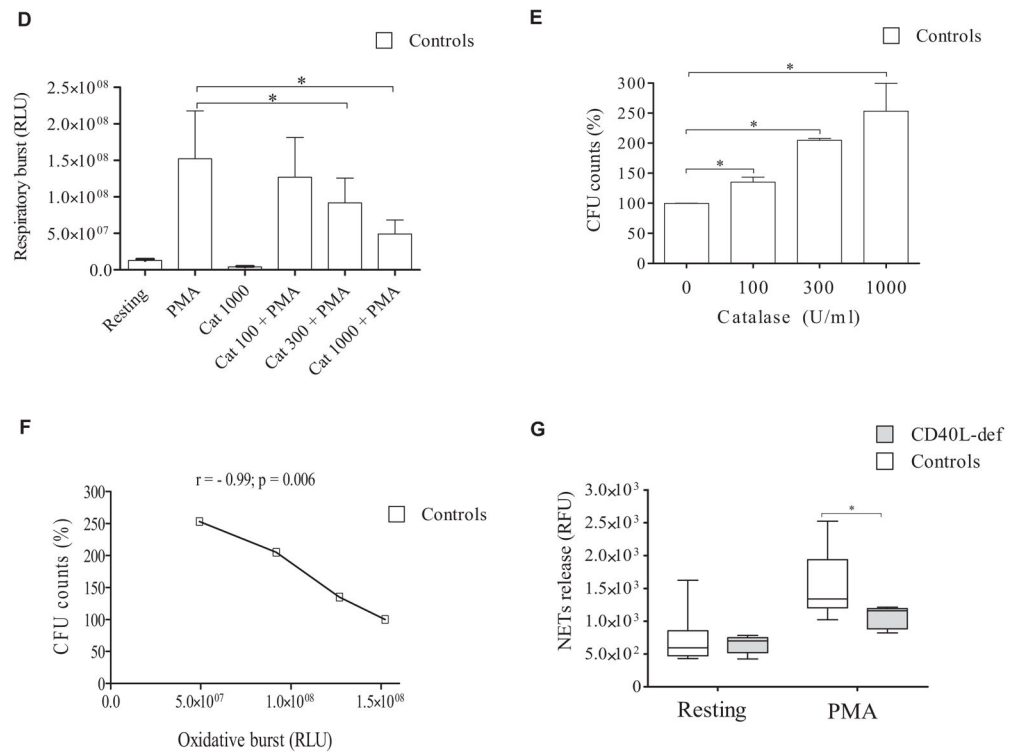 D
Controls
Respiratory burst (RLU)
2.5×10⁰⁸
2.0×10⁰⁸
1.5×10⁰⁸
1.0×10⁰⁸
5.0×10⁰⁷
0.0
*
*
Resting
PMA
Cat 1000
Cat 100 + PMA
Cat 300 + PMA
Cat 1000 + PMA
E
Controls
CFU counts (%)
300
250
200
150
100
50
0
*
*
*
0 100 300 1000
Catalase (U/ml)
F
r = - 0.99; p = 0.006
Controls
CFU counts (%)
300
250
200
150
100
50
0
0.0 5.0×10⁰⁷ 1.0×10⁰⁸ 1.5×10⁰⁸
Oxidative burst (RLU)
G
CD40L-def
Controls
NETs release (RFU)
3.0×10³
2.5×10³
2.0×10³
1.5×10³
1.0×10³
5.0×10²
0
*
Resting PMA